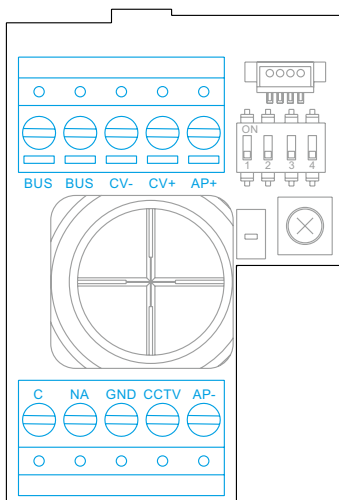 ON
1 2 3 4
BUS BUS CV- CV+ AP+
C NA GND CCTV AP-